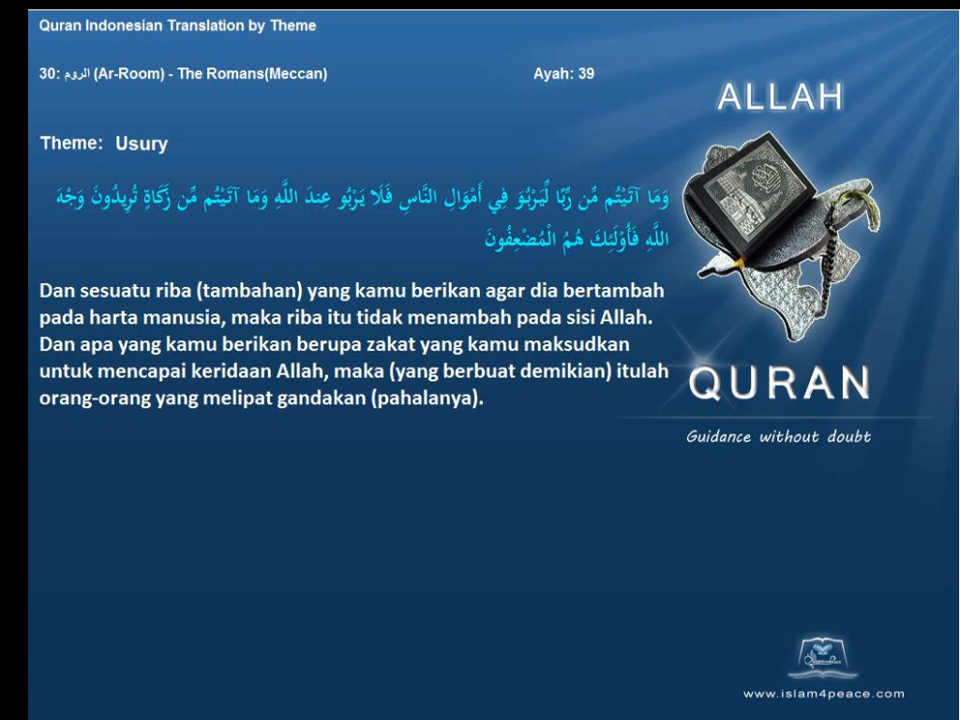 Quran Indonesian Translation by Theme
30: الروم (Ar-Room) - The Romans(Meccan) Ayah: 39
ALLAH
Theme: Usury
وَمَا آتَيْتُم مِّن رِّبًا لِّيَرْبُوَ فِي أَمْوَالِ النَّاسِ فَلَا يَرْبُو عِندَ اللَّهِ وَمَا آتَيْتُم مِّن زَكَاةٍ تُرِيدُونَ وَجْهَ
اللَّهِ فَأُوْلَئِكَ هُمُ الْمُضْعِفُونَ
Dan sesuatu riba (tambahan) yang kamu berikan agar dia bertambah
pada harta manusia, maka riba itu tidak menambah pada sisi Allah.
Dan apa yang kamu berikan berupa zakat yang kamu maksudkan
untuk mencapai keridaan Allah, maka (yang berbuat demikian) itulah
orang-orang yang melipat gandakan (pahalanya).
QURAN
Guidance without doubt
www.islam4peace.com